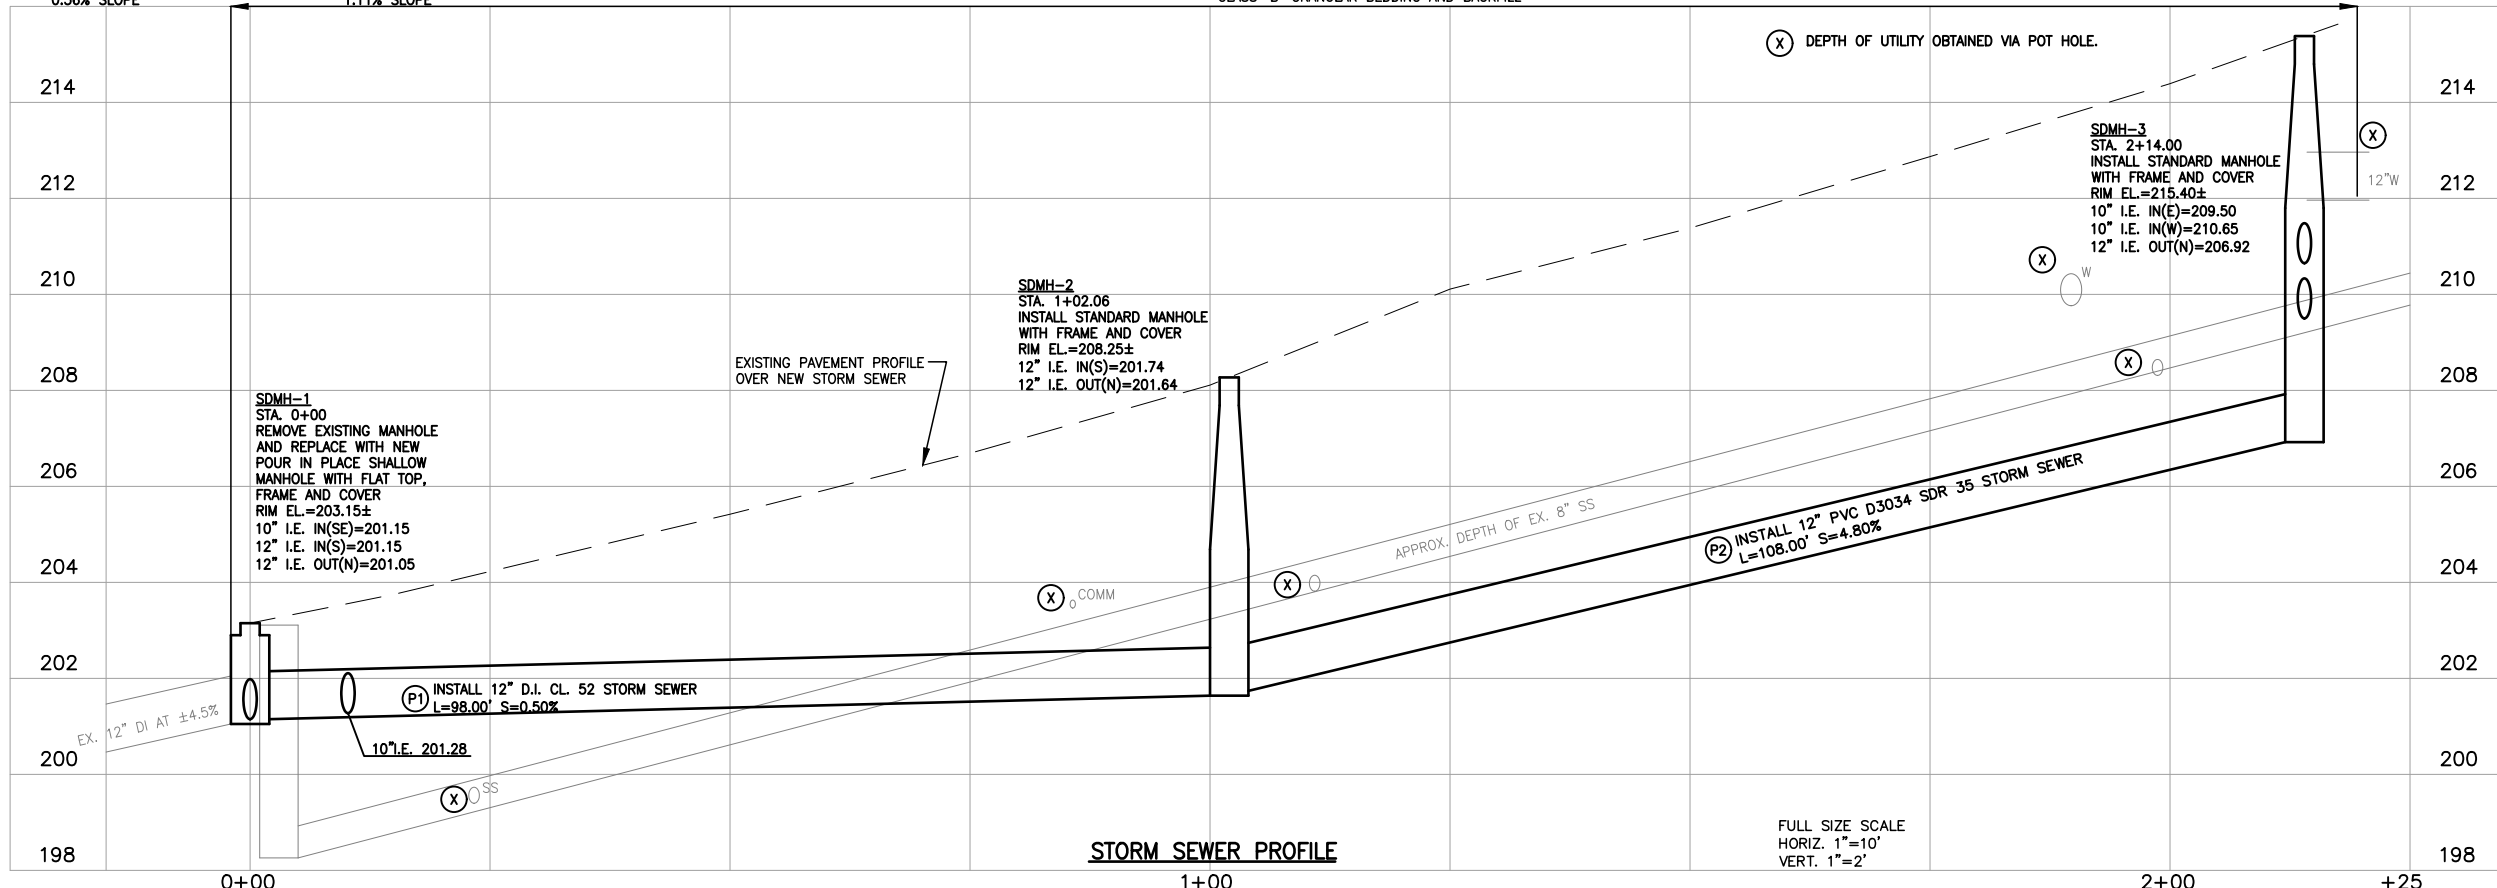 0.56% SLOPE
1.11% SLOPE
CLASS "B" GRANULAR BEDDING AND BACKFILL
X DEPTH OF UTILITY OBTAINED VIA POT HOLE.
214
214
212
212
210
210
208
208
206
206
204
204
202
202
200
200
198
198
SDMH-3
STA. 2+14.00
INSTALL STANDARD MANHOLE
WITH FRAME AND COVER
RIM EL.=215.40±
10" I.E. IN(E)=209.50
10" I.E. IN(W)=210.65
12" I.E. OUT(N)=206.92
X
12"W
X
W
X
SDMH-2
STA. 1+02.06
INSTALL STANDARD MANHOLE
WITH FRAME AND COVER
RIM EL.=208.25±
12" I.E. IN(S)=201.74
12" I.E. OUT(N)=201.64
EXISTING PAVEMENT PROFILE
OVER NEW STORM SEWER
SDMH-1
STA. 0+00
REMOVE EXISTING MANHOLE
AND REPLACE WITH NEW
POUR IN PLACE SHALLOW
MANHOLE WITH FLAT TOP,
FRAME AND COVER
RIM EL.=203.15±
10" I.E. IN(SE)=201.15
12" I.E. IN(S)=201.15
12" I.E. OUT(N)=201.05
APPROX. DEPTH OF EX. 8" SS
P2 INSTALL 12" PVC D3034 SDR 35 STORM SEWER
L=108.00' S=4.80%
X COMM
X
EX. 12" DI AT ±4.5%
P1 INSTALL 12" D.I. CL. 52 STORM SEWER
L=98.00' S=0.50%
10"I.E. 201.28
X SS
STORM SEWER PROFILE
FULL SIZE SCALE
HORIZ. 1"=10'
VERT. 1"=2'
0+00
1+00
2+00
+25